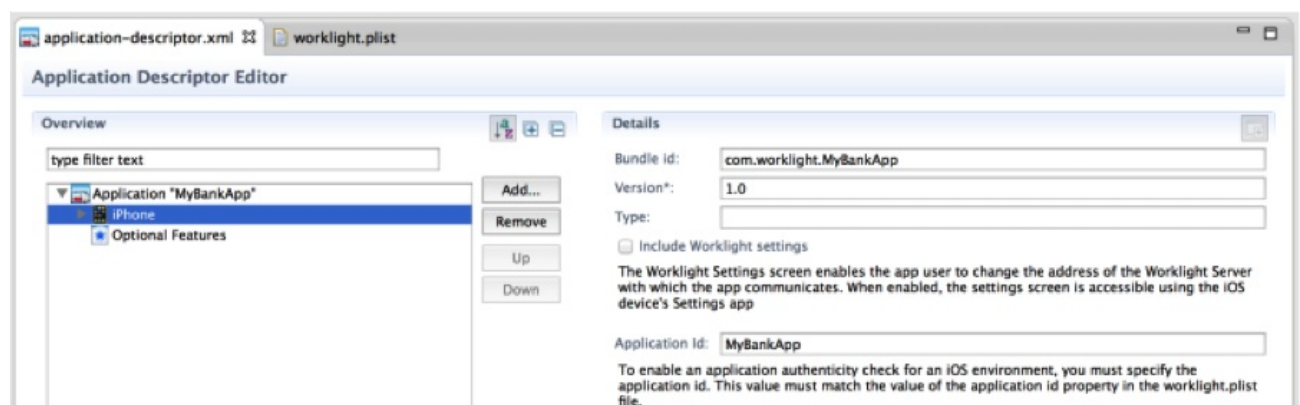 application-descriptor.xml worklight.plist
Application Descriptor Editor
Overview
type filter text
Application "MyBankApp"
iPhone
Optional Features
Add...
Remove
Up
Down
Details
Bundle id: com.worklight.MyBankApp
Version*: 1.0
Type:
Include Worklight settings
The Worklight Settings screen enables the app user to change the address of the Worklight Server
with which the app communicates. When enabled, the settings screen is accessible using the iOS
device's Settings app
Application Id: MyBankApp
To enable an application authenticity check for an iOS environment, you must specify the
application id. This value must match the value of the application id property in the worklight.plist
file.